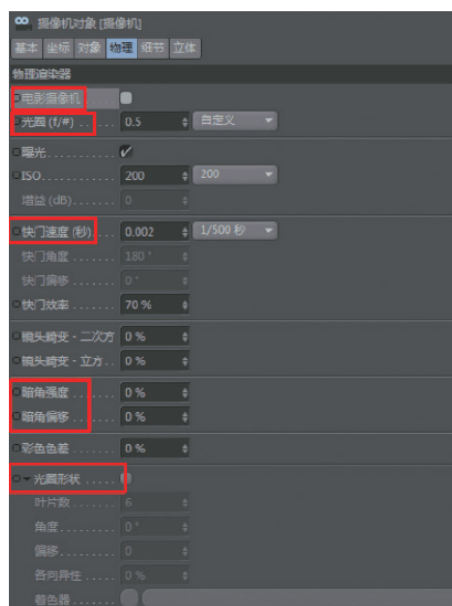 摄像机对象 [摄像机]
基本 坐标 对象 物理 细节 立体
物理渲染器
电影摄像机
光圈 (f/#) 0.5 自定义
曝光
ISO 200 200
增益 (dB) 0
快门速度 (秒) 0.002 1/500 秒
快门角度 180 °
快门偏移 0 °
快门效率 70 %
镜头畸变 - 二次方 0 %
镜头畸变 - 立方 0 %
暗角强度 0 %
暗角偏移 0 %
彩色色差 0 %
光圈形状
叶片数 6
角度 0 °
偏移 0
各向异性 0 %
着色器